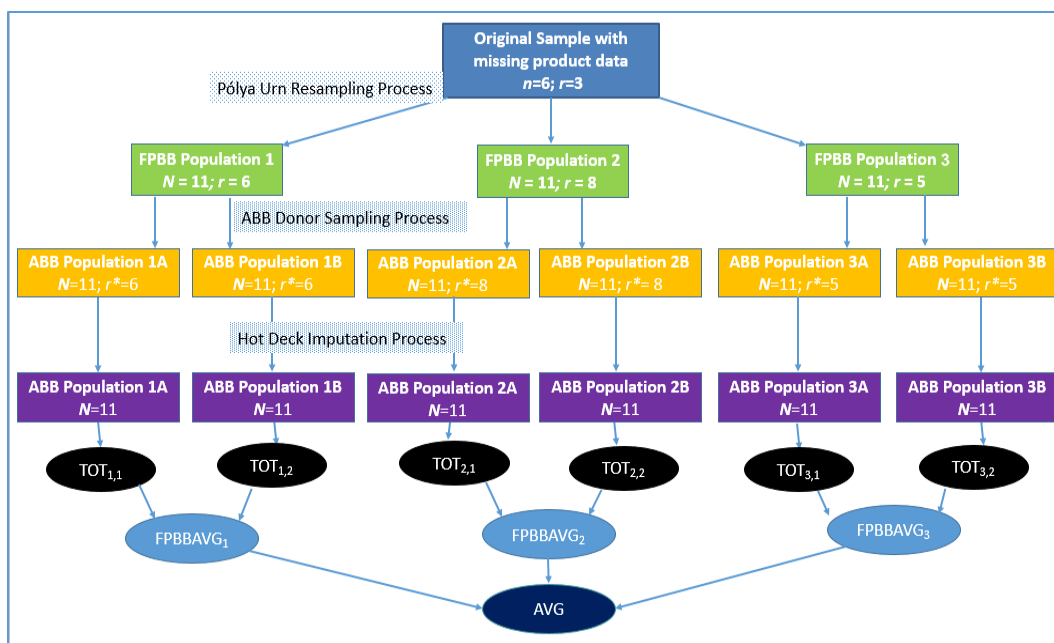 Original Sample with
missing product data
n=6; r=3
Pólya Urn Resampling Process
FPBB Population 1
N = 11; r = 6
FPBB Population 2
N = 11; r = 8
FPBB Population 3
N = 11; r = 5
ABB Donor Sampling Process
ABB Population 1A
N=11; r*=6
ABB Population 1B
N=11; r*=6
ABB Population 2A
N=11; r*=8
ABB Population 2B
N=11; r*= 8
ABB Population 3A
N=11; r*=5
ABB Population 3B
N=11; r*=5
Hot Deck Imputation Process
ABB Population 1A
N=11
ABB Population 1B
N=11
ABB Population 2A
N=11
ABB Population 2B
N=11
ABB Population 3A
N=11
ABB Population 3B
N=11
TOT1,1
TOT1,2
TOT2,1
TOT2,2
TOT3,1
TOT3,2
FPBBAVG1
FPBBAVG2
FPBBAVG3
AVG